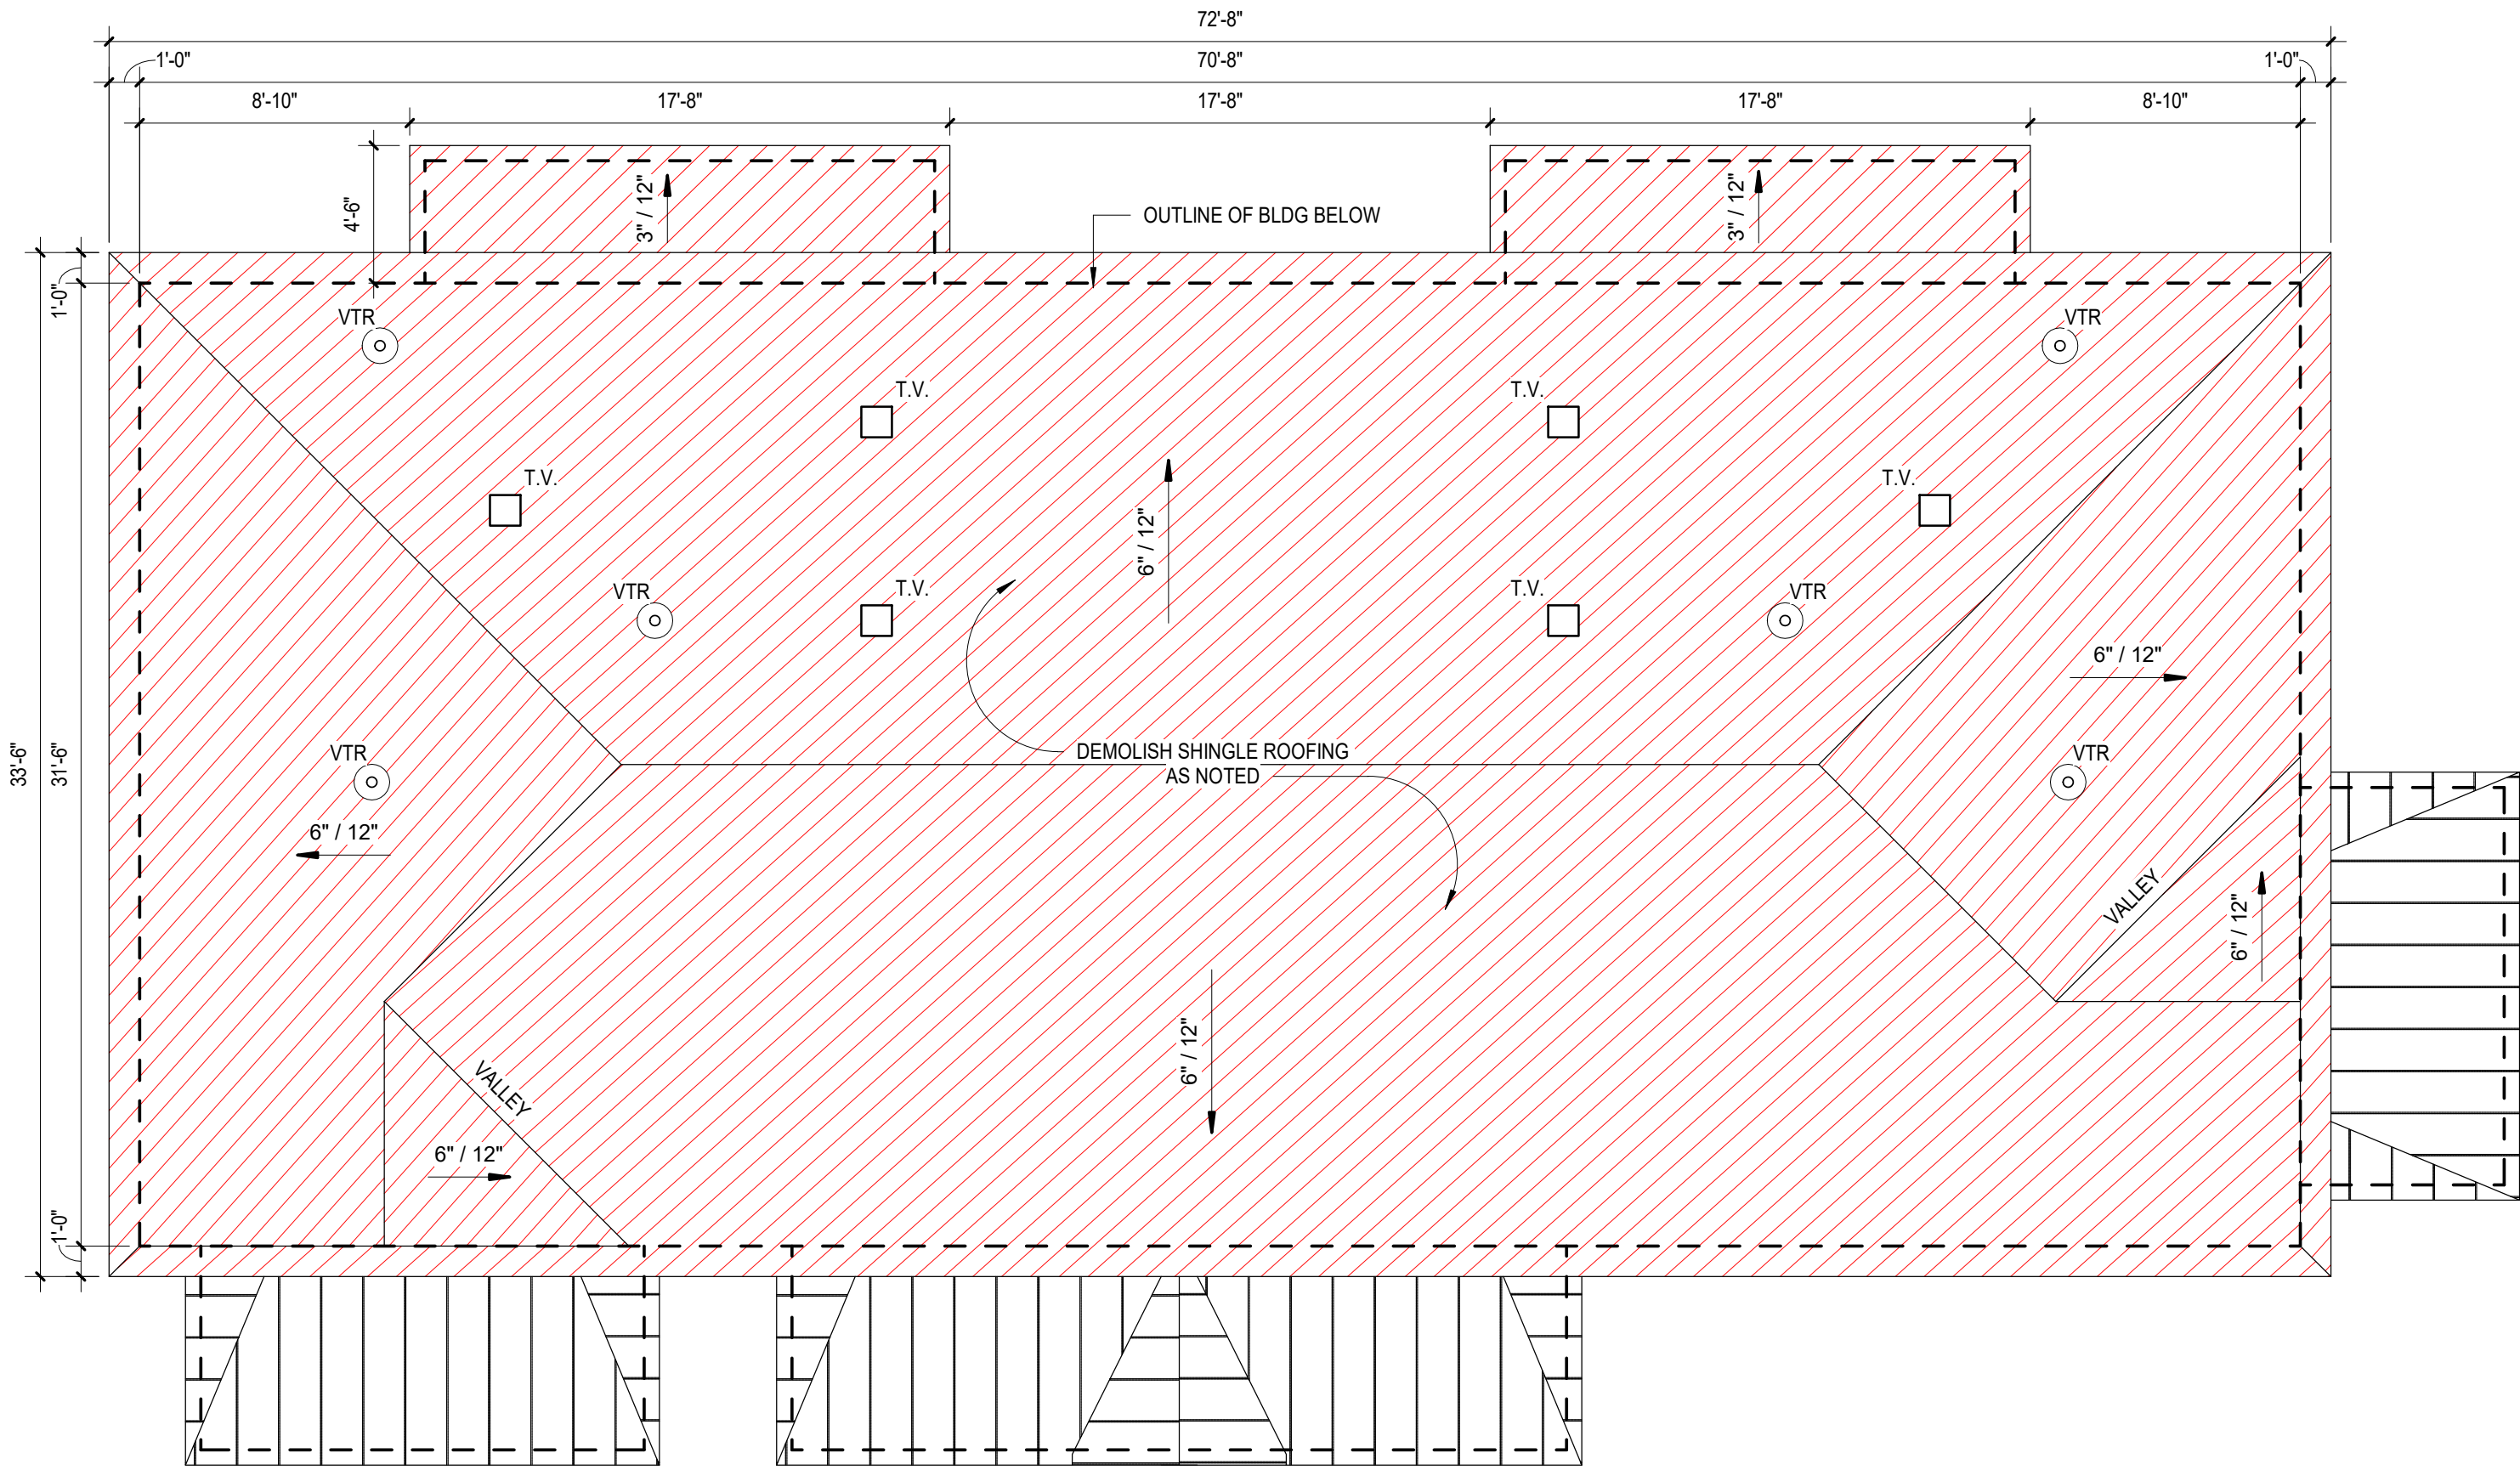 72'-8"
1'-0"
70'-8"
1'-0"
8'-10"
17'-8"
17'-8"
17'-8"
8'-10"
4'-6"
3" / 12"
3" / 12"
OUTLINE OF BLDG BELOW
1'-0"
VTR
VTR
T.V.
T.V.
T.V.
T.V.
6" / 12"
VTR
T.V.
T.V.
VTR
6" / 12"
33'-6"
31'-6"
VTR
DEMOLISH SHINGLE ROOFING
AS NOTED
VTR
6" / 12"
VALLEY
6" / 12"
6" / 12"
VALLEY
6" / 12"
1'-0"